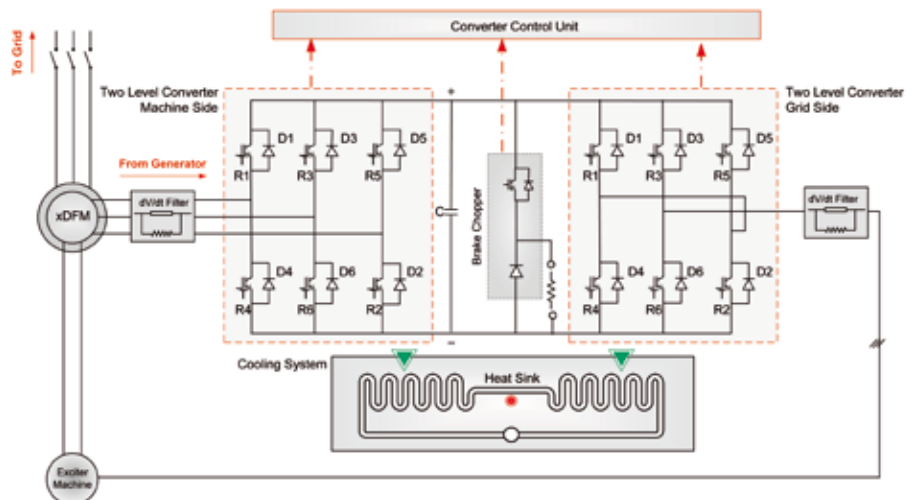 Converter Control Unit
To Grid
Two Level Converter
Machine Side
Two Level Converter
Grid Side
+
D1
D3
D5
D1
D3
D5
R1
R3
R5
R1
R3
R5
From Generator
xDFM
dV/dt Filter
C
Brake Chopper
dV/dt Filter
D4
D6
D2
D4
D6
D2
R4
R6
R2
R4
R6
R2
−
Cooling System
Heat Sink
Exciter
Machine